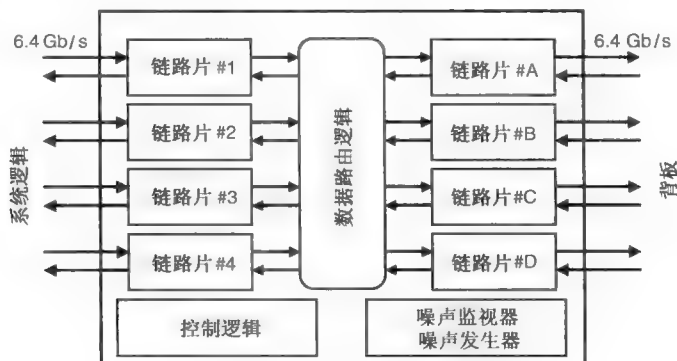 6.4 Gb/s
6.4 Gb/s
链路片 #1
链路片 #A
链路片 #2
链路片 #B
链路片 #3
链路片 #C
链路片 #4
链路片 #D
系统逻辑
数据路由逻辑
背板
控制逻辑
噪声监视器
噪声发生器